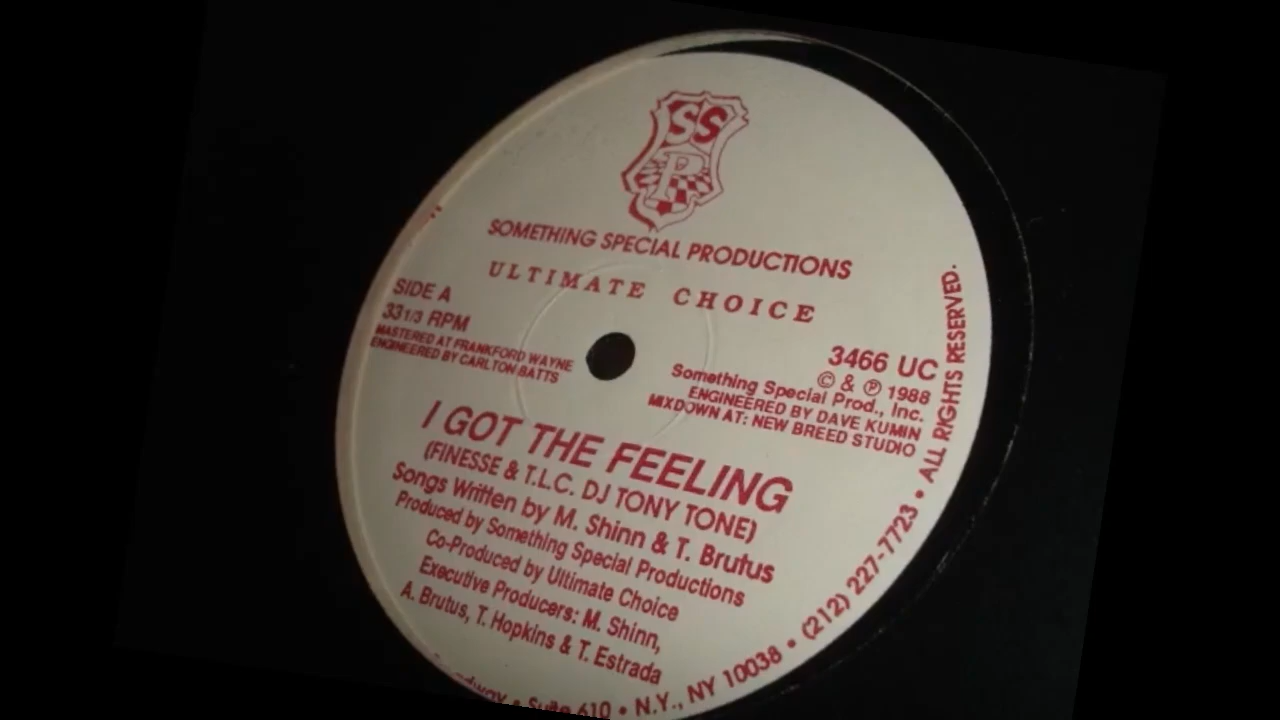 SSP
SOMETHING SPECIAL PRODUCTIONS
ULTIMATE CHOICE
SIDE A
33 1/3 RPM
MASTERED AT FRANKFORD WAYNE
ENGINEERED BY CARLTON BATTS
3466 UC
© & ℗ 1988
Something Special Prod., Inc.
ENGINEERED BY DAVE KUMIN
MIXDOWN AT: NEW BREED STUDIO
I GOT THE FEELING
(FINESSE & T.L.C. DJ TONY TONE)
Songs Written by M. Shinn & T. Brutus
Produced by Something Special Productions
Co-Produced by Ultimate Choice
Executive Producers: M. Shinn,
A. Brutus, T. Hopkins & T. Estrada
• Suite 610 • N.Y., NY 10038 • (212) 227-7723 • ALL RIGHTS RESERVED.